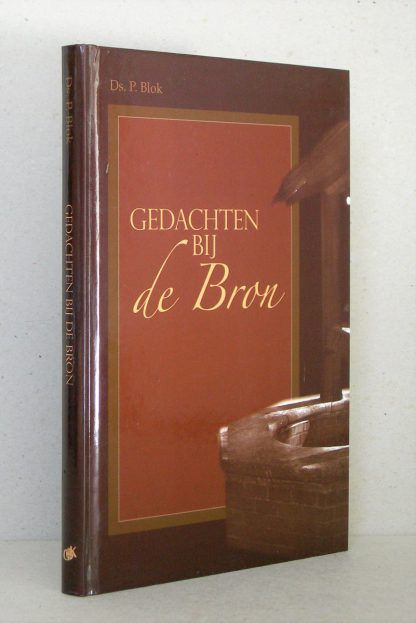 Ds. P. Blok
GEDACHTEN
BIJ
de Bron
Ds. P. Blok
GEDACHTEN BIJ DE BRON